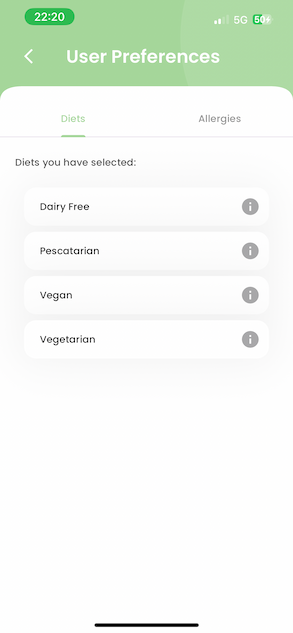 22:20
5G
50
User Preferences
Diets
Allergies
Diets you have selected:
Dairy Free
Pescatarian
Vegan
Vegetarian